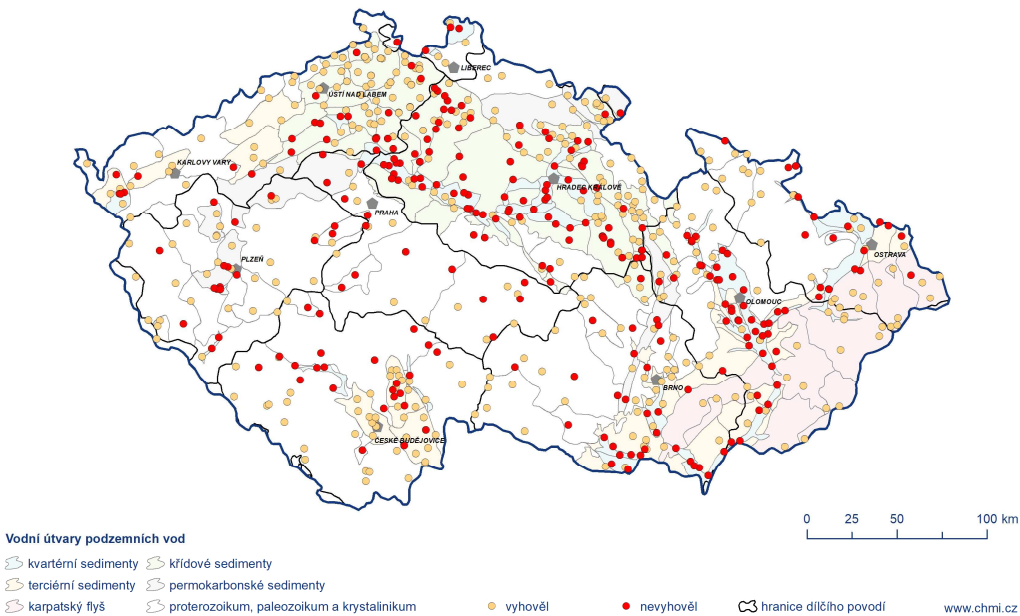 LIBEREC
ÚSTÍ NAD LABEM
KARLOVY VARY
HRADEC KRÁLOVÉ
PRAHA
OSTRAVA
PLZEŇ
OLOMOUC
BRNO
ČESKÉ BUDĚJOVICE
0 25 50 100 km
Vodní útvary podzemních vod
kvartérní sedimenty křídové sedimenty
terciérní sedimenty permokarbonské sedimenty
karpatský flyš proterozoikum, paleozoikum a krystalinikum vyhověl nevyhověl hranice dílčího povodí
www.chmi.cz